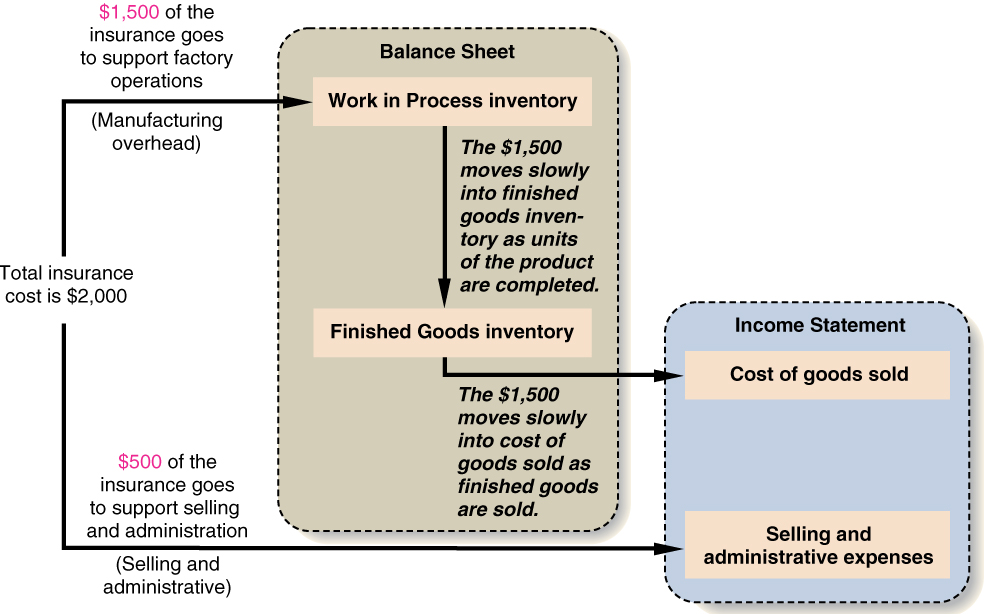 $1,500 of the
insurance goes
to support factory
operations
(Manufacturing
overhead)
Total insurance
cost is $2,000
$500 of the
insurance goes
to support selling
and administration
(Selling and
administrative)
Balance Sheet
Work in Process inventory
The $1,500
moves slowly
into finished
goods inven-
tory as units
of the product
are completed.
Finished Goods inventory
The $1,500
moves slowly
into cost of
goods sold as
finished goods
are sold.
Income Statement
Cost of goods sold
Selling and
administrative expenses